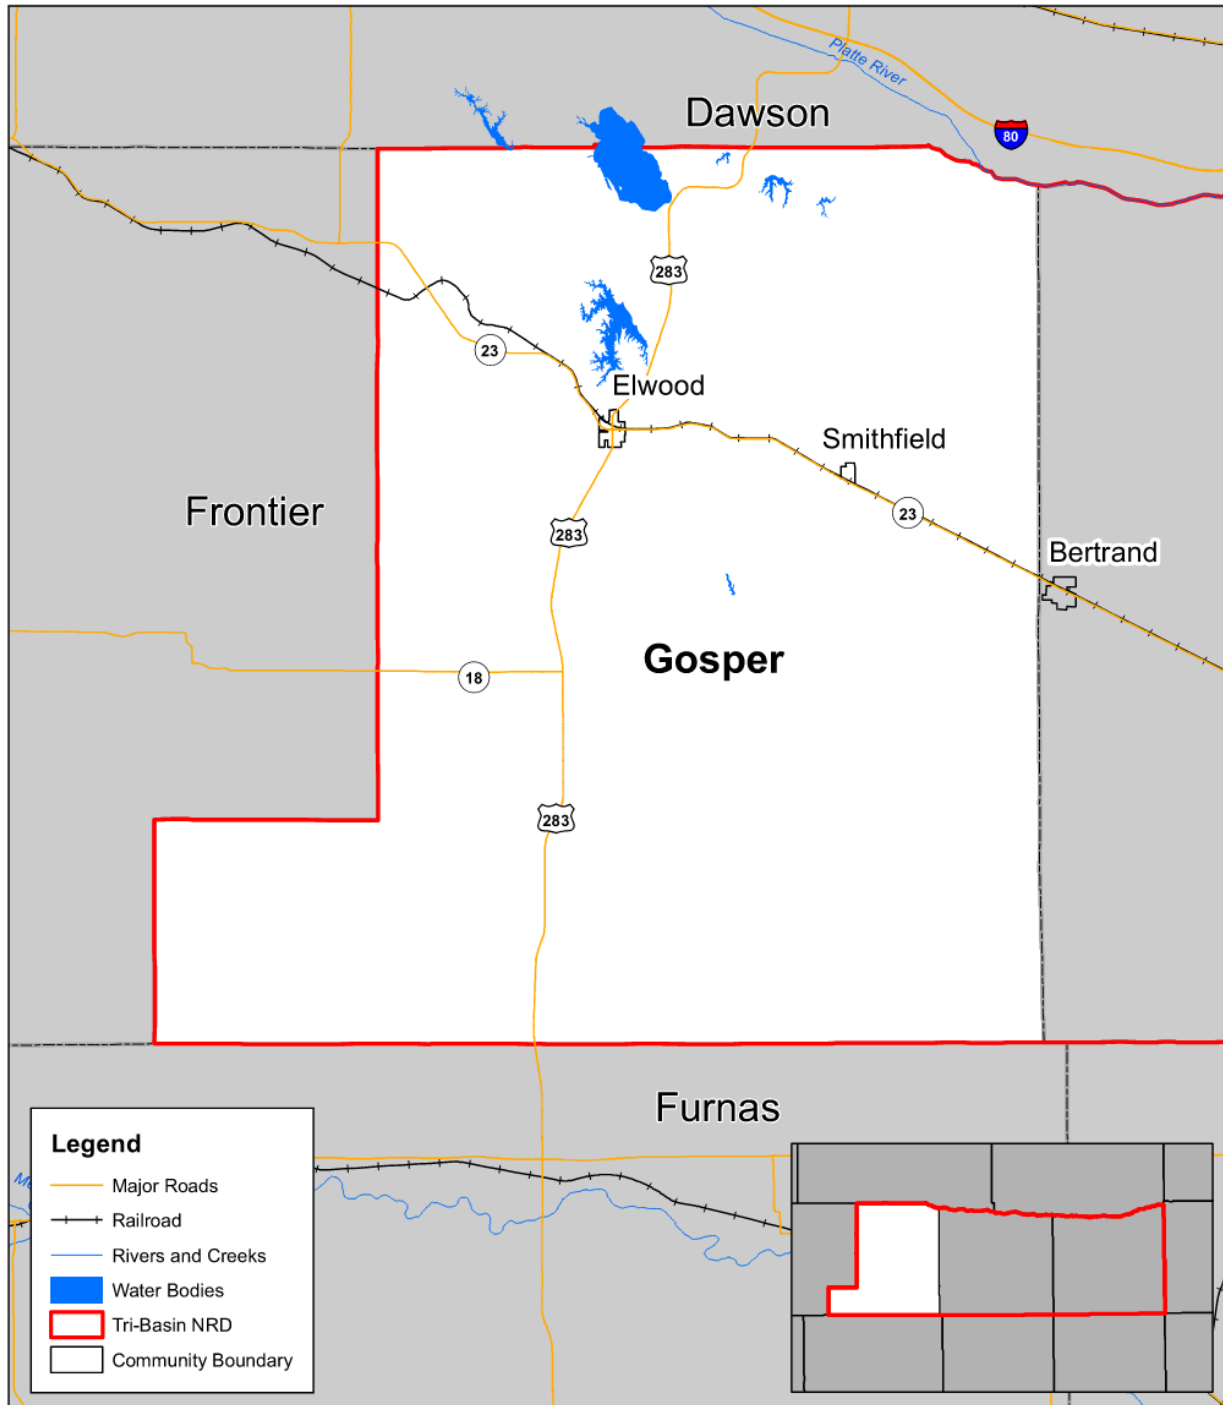 Platte River
Dawson
80
283
23
Elwood
Smithfield
Frontier
23
283
Bertrand
Gosper
18
283
Furnas
Legend
Major Roads
Railroad
Rivers and Creeks
Water Bodies
Tri-Basin NRD
Community Boundary